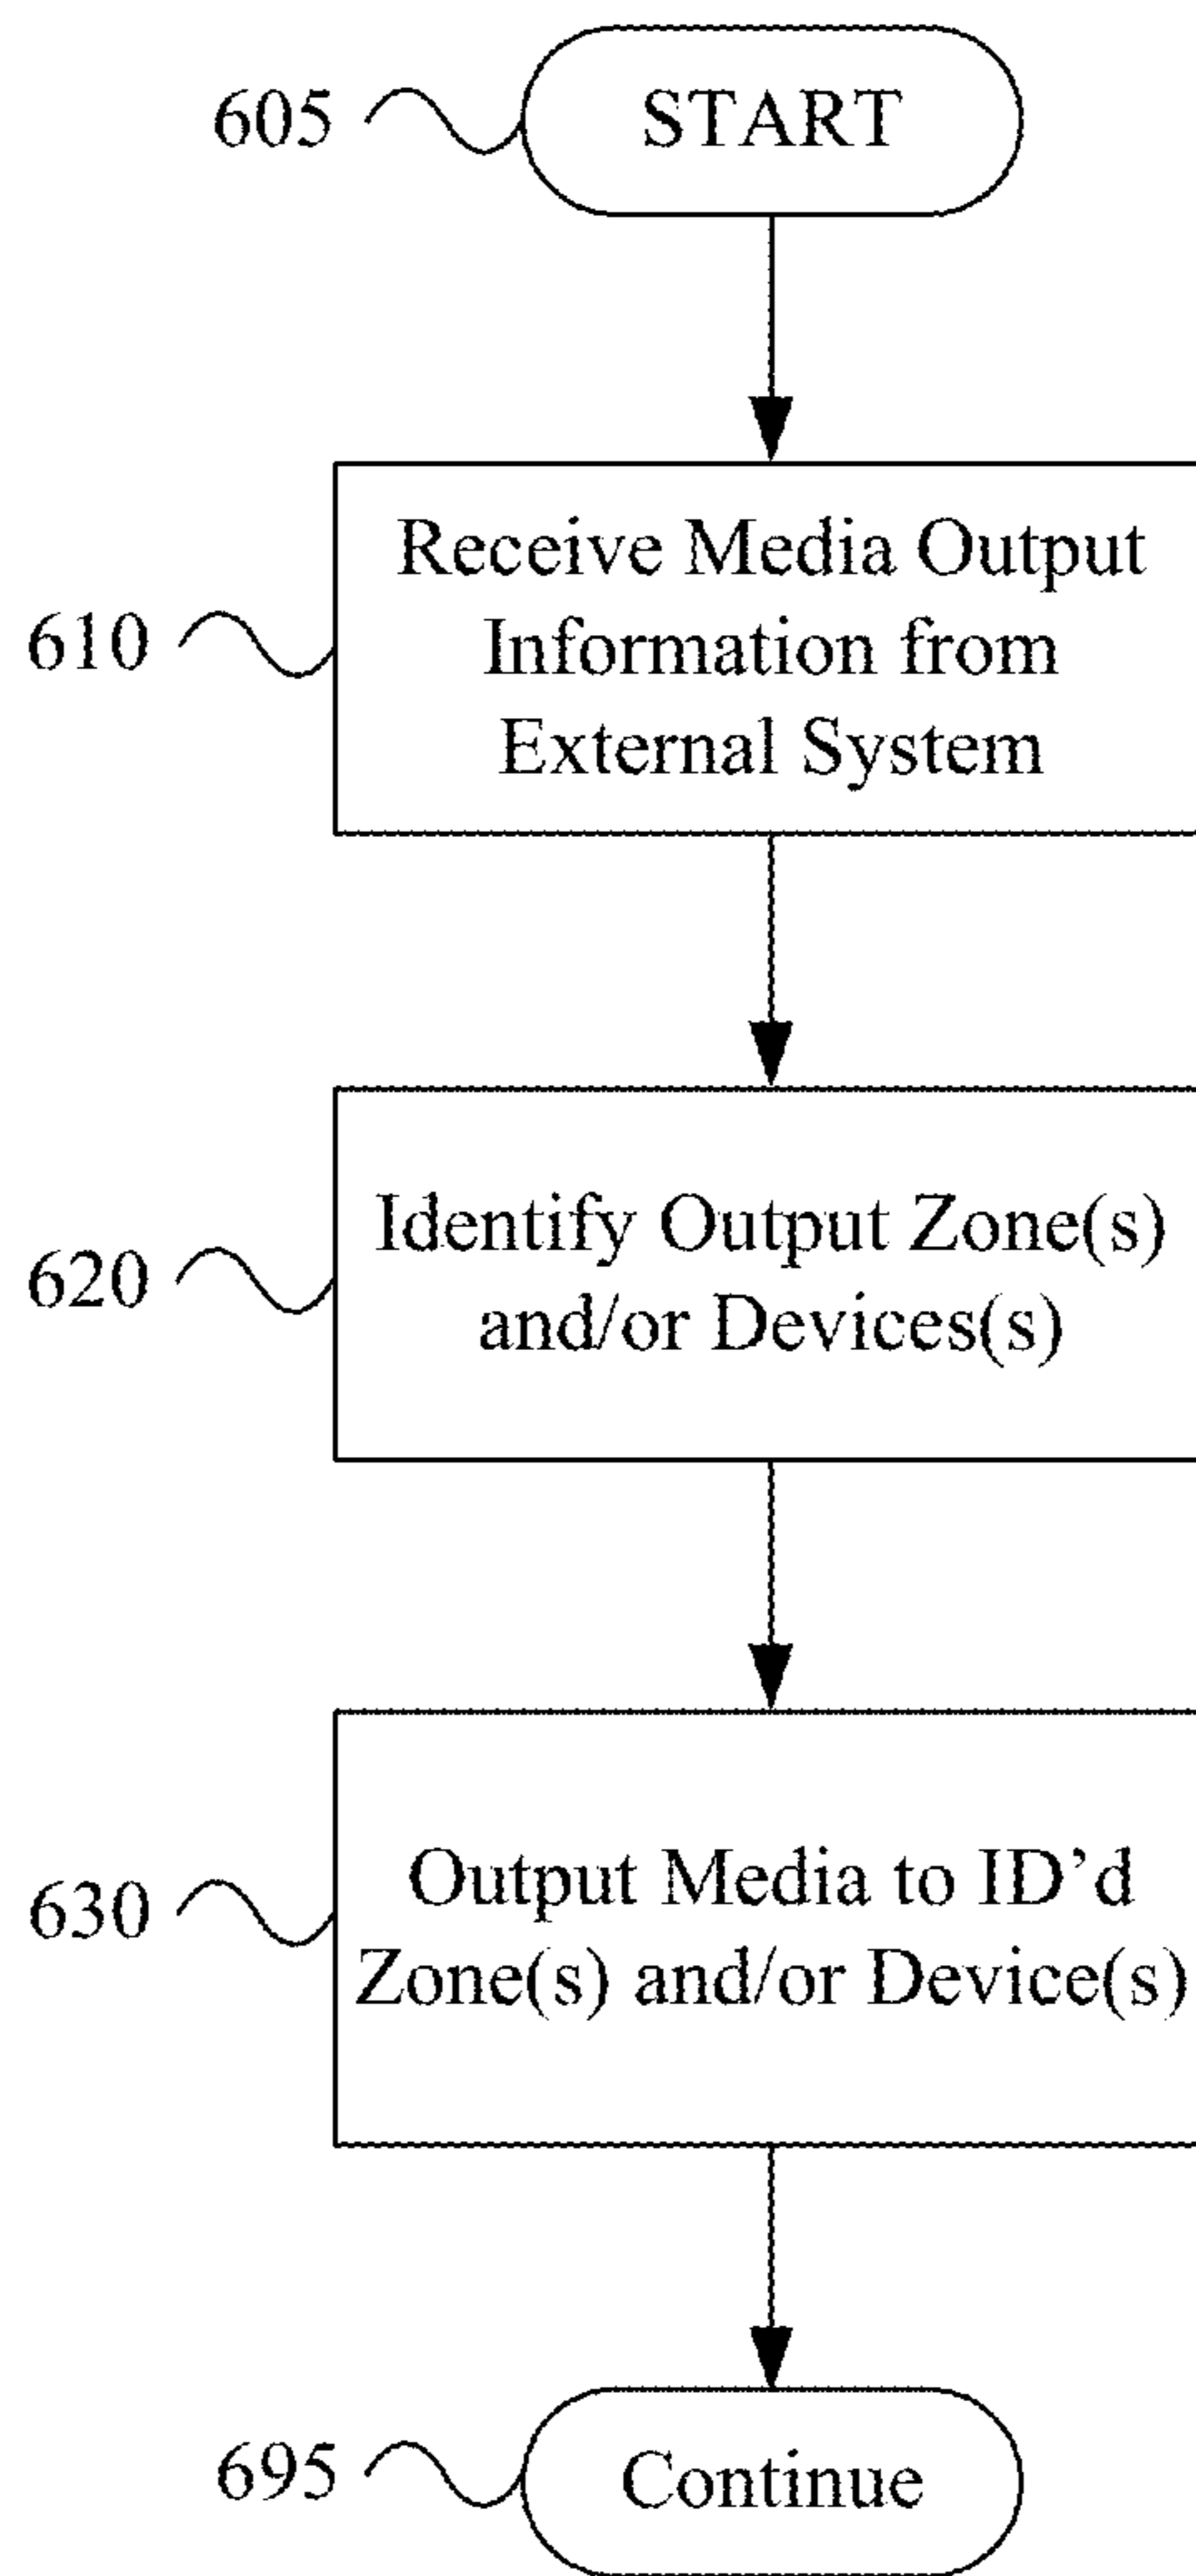 605
START
610
Receive Media Output
Information from
External System
620
Identify Output Zone(s)
and/or Devices(s)
630
Output Media to ID’d
Zone(s) and/or Device(s)
695
Continue